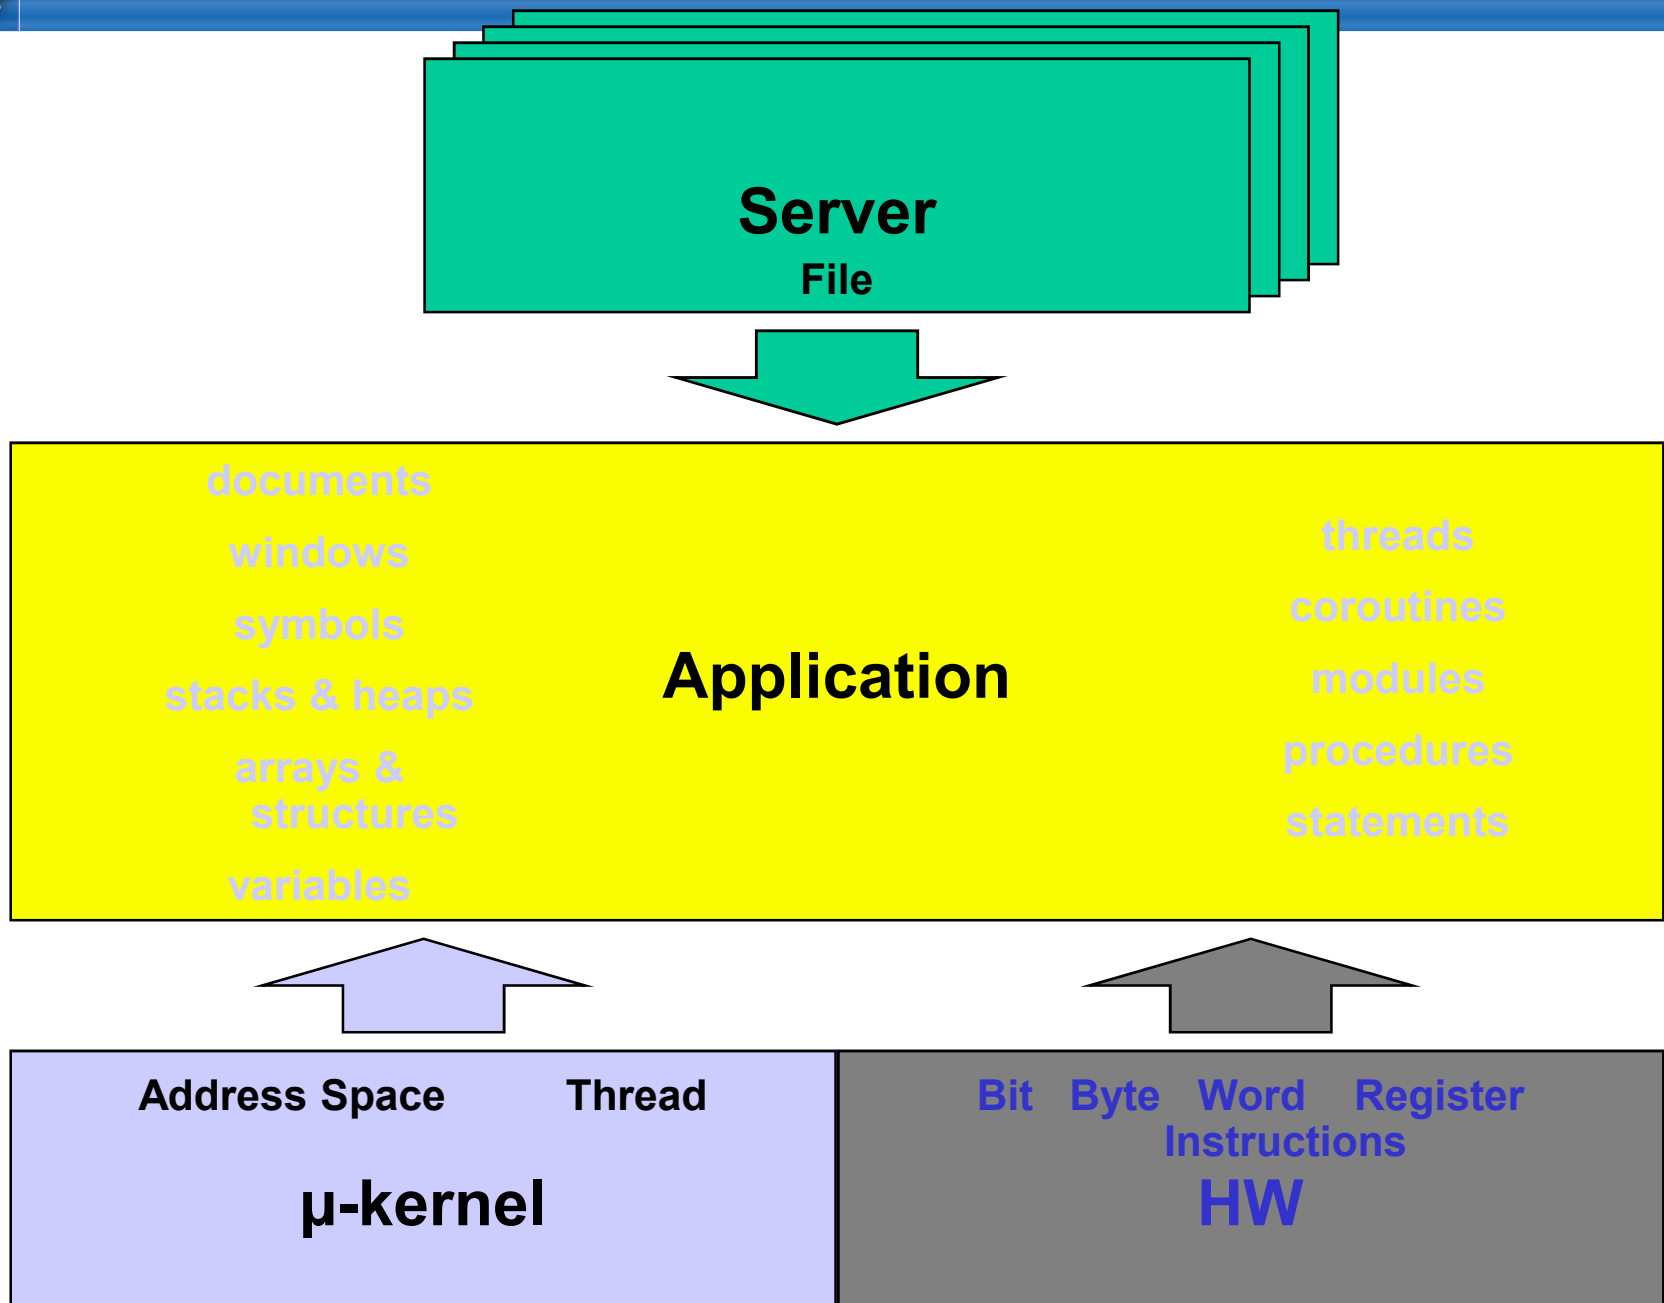 Server
File
documents
windows
symbols
stacks & heaps
arrays &
structures
variables
Application
threads
coroutines
modules
procedures
statements
Address Space Thread
µ-kernel
Bit Byte Word Register
Instructions
HW